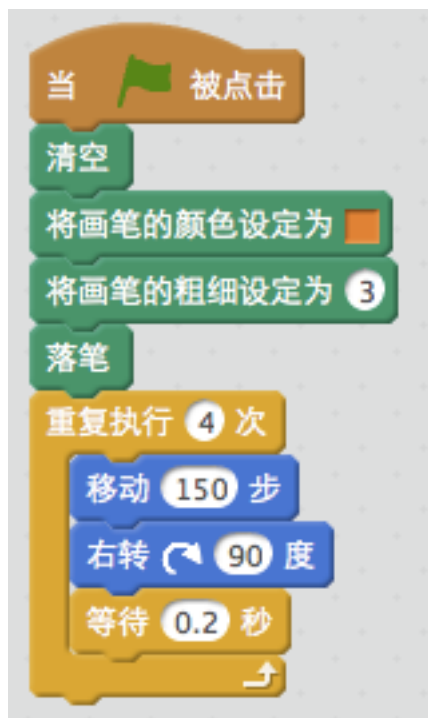 当 被点击
清空
将画笔的颜色设定为
将画笔的粗细设定为 3
落笔
重复执行 4 次
移动 150 步
右转 90 度
等待 0.2 秒